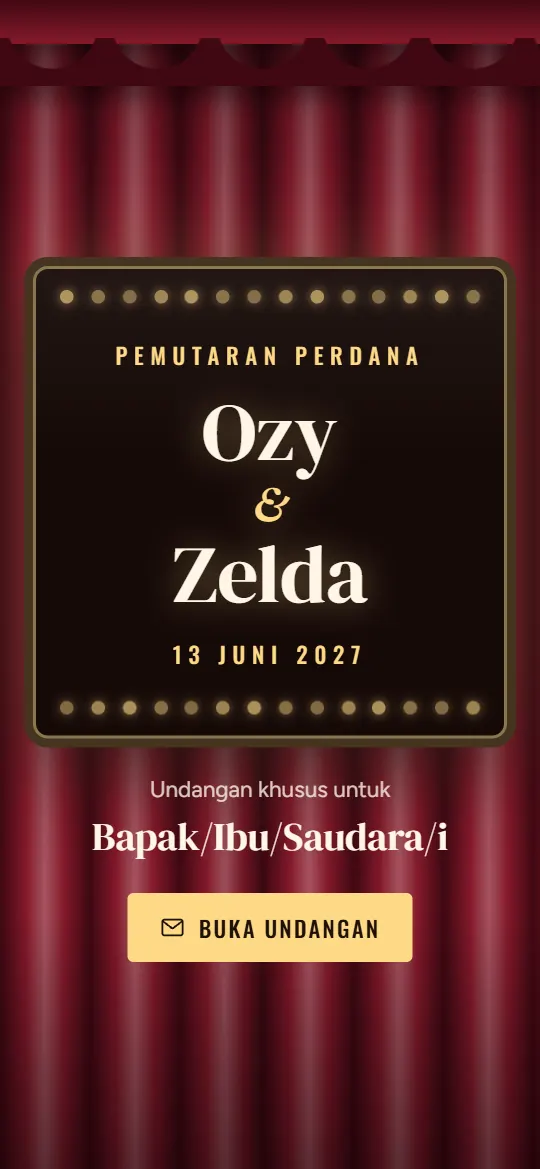 PEMUTARAN PERDANA
Ozy
&
Zelda
13 JUNI 2027
Undangan khusus untuk
Bapak/Ibu/Saudara/i
BUKA UNDANGAN